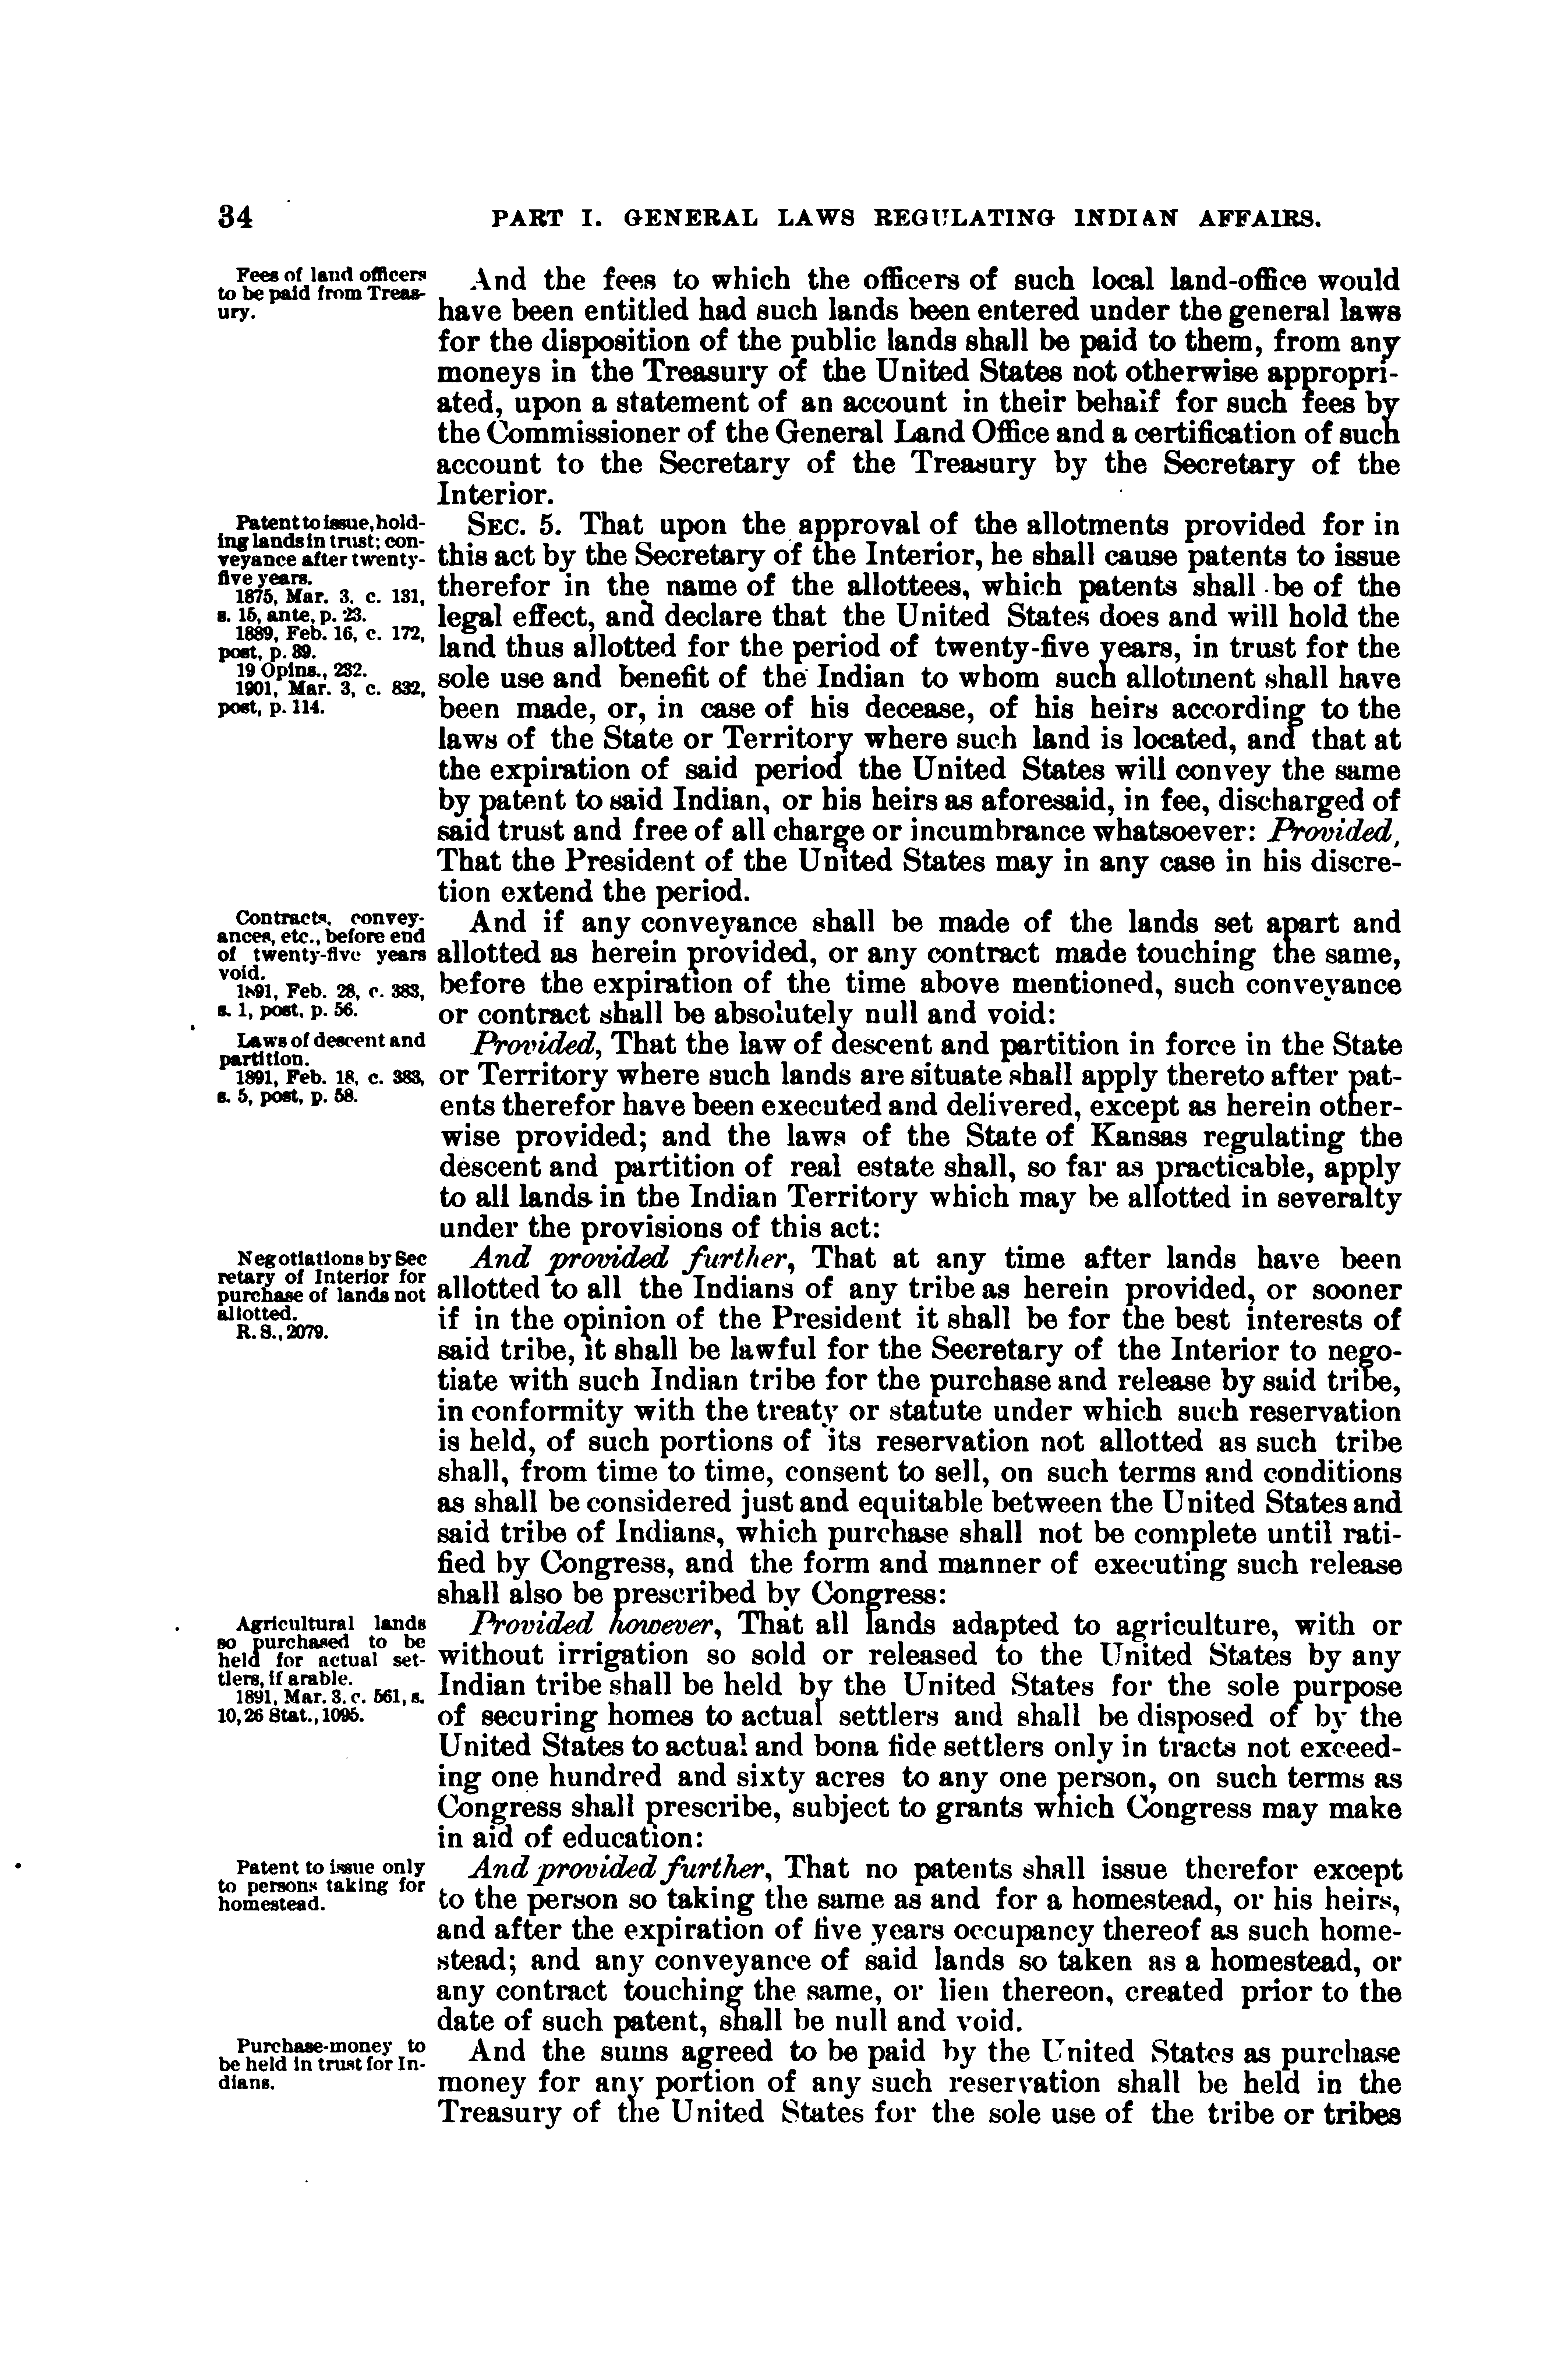 34
PART I. GENERAL LAWS REGULATING INDIAN AFFAIRS.
Fees of land officers
to be paid from Treas-
ury.
And the fees to which the officers of such local land-office would
have been entitled had such lands been entered under the general laws
for the disposition of the public lands shall be paid to them, from any
moneys in the Treasury of the United States not otherwise appropri-
ated, upon a statement of an account in their behalf for such fees by
the Commissioner of the General Land Office and a certification of such
account to the Secretary of the Treasury by the Secretary of the
Interior.
Patent to issue, hold-
ing lands in trust; con-
veyance after twenty-
five years.
1875, Mar. 3, c. 131,
s. 15, ante, p. 23.
1889, Feb. 16, c. 172,
post, p. 89.
19 Opins., 232.
1901, Mar. 3, c. 832,
post, p. 114.
SEC. 5. That upon the approval of the allotments provided for in
this act by the Secretary of the Interior, he shall cause patents to issue
therefor in the name of the allottees, which patents shall be of the
legal effect, and declare that the United States does and will hold the
land thus allotted for the period of twenty-five years, in trust for the
sole use and benefit of the Indian to whom such allotment shall have
been made, or, in case of his decease, of his heirs according to the
laws of the State or Territory where such land is located, and that at
the expiration of said period the United States will convey the same
by patent to said Indian, or his heirs as aforesaid, in fee, discharged of
said trust and free of all charge or incumbrance whatsoever: Provided,
That the President of the United States may in any case in his discre-
tion extend the period.
Contracts, convey-
ances, etc., before end
of twenty-five years
void.
1891, Feb. 28, c. 383,
s. 1, post, p. 56.
And if any conveyance shall be made of the lands set apart and
allotted as herein provided, or any contract made touching the same,
before the expiration of the time above mentioned, such conveyance
or contract shall be absolutely null and void:
Laws of descent and
partition.
1891, Feb. 18, c. 383,
s. 5, post, p. 58.
Provided, That the law of descent and partition in force in the State
or Territory where such lands are situate shall apply thereto after pat-
ents therefor have been executed and delivered, except as herein other-
wise provided; and the laws of the State of Kansas regulating the
descent and partition of real estate shall, so far as practicable, apply
to all lands in the Indian Territory which may be allotted in severalty
under the provisions of this act:
Negotiations by Sec
retary of Interior for
purchase of lands not
allotted.
R. S., 2079.
And provided further, That at any time after lands have been
allotted to all the Indians of any tribe as herein provided, or sooner
if in the opinion of the President it shall be for the best interests of
said tribe, it shall be lawful for the Secretary of the Interior to nego-
tiate with such Indian tribe for the purchase and release by said tribe,
in conformity with the treaty or statute under which such reservation
is held, of such portions of its reservation not allotted as such tribe
shall, from time to time, consent to sell, on such terms and conditions
as shall be considered just and equitable between the United States and
said tribe of Indians, which purchase shall not be complete until rati-
fied by Congress, and the form and manner of executing such release
shall also be prescribed by Congress:
Agricultural lands
so purchased to be
held for actual set-
tlers, if arable.
1891, Mar. 3. c. 561, s.
10, 26 Stat., 1095.
Provided however, That all lands adapted to agriculture, with or
without irrigation so sold or released to the United States by any
Indian tribe shall be held by the United States for the sole purpose
of securing homes to actual settlers and shall be disposed of by the
United States to actual and bona fide settlers only in tracts not exceed-
ing one hundred and sixty acres to any one person, on such terms as
Congress shall prescribe, subject to grants which Congress may make
in aid of education:
Patent to issue only
to persons taking for
homestead.
And provided further, That no patents shall issue therefor except
to the person so taking the same as and for a homestead, or his heirs,
and after the expiration of five years occupancy thereof as such home-
stead; and any conveyance of said lands so taken as a homestead, or
any contract touching the same, or lien thereon, created prior to the
date of such patent, shall be null and void.
Purchase-money to
be held in trust for In-
dians.
And the sums agreed to be paid by the United States as purchase
money for any portion of any such reservation shall be held in the
Treasury of the United States for the sole use of the tribe or tribes